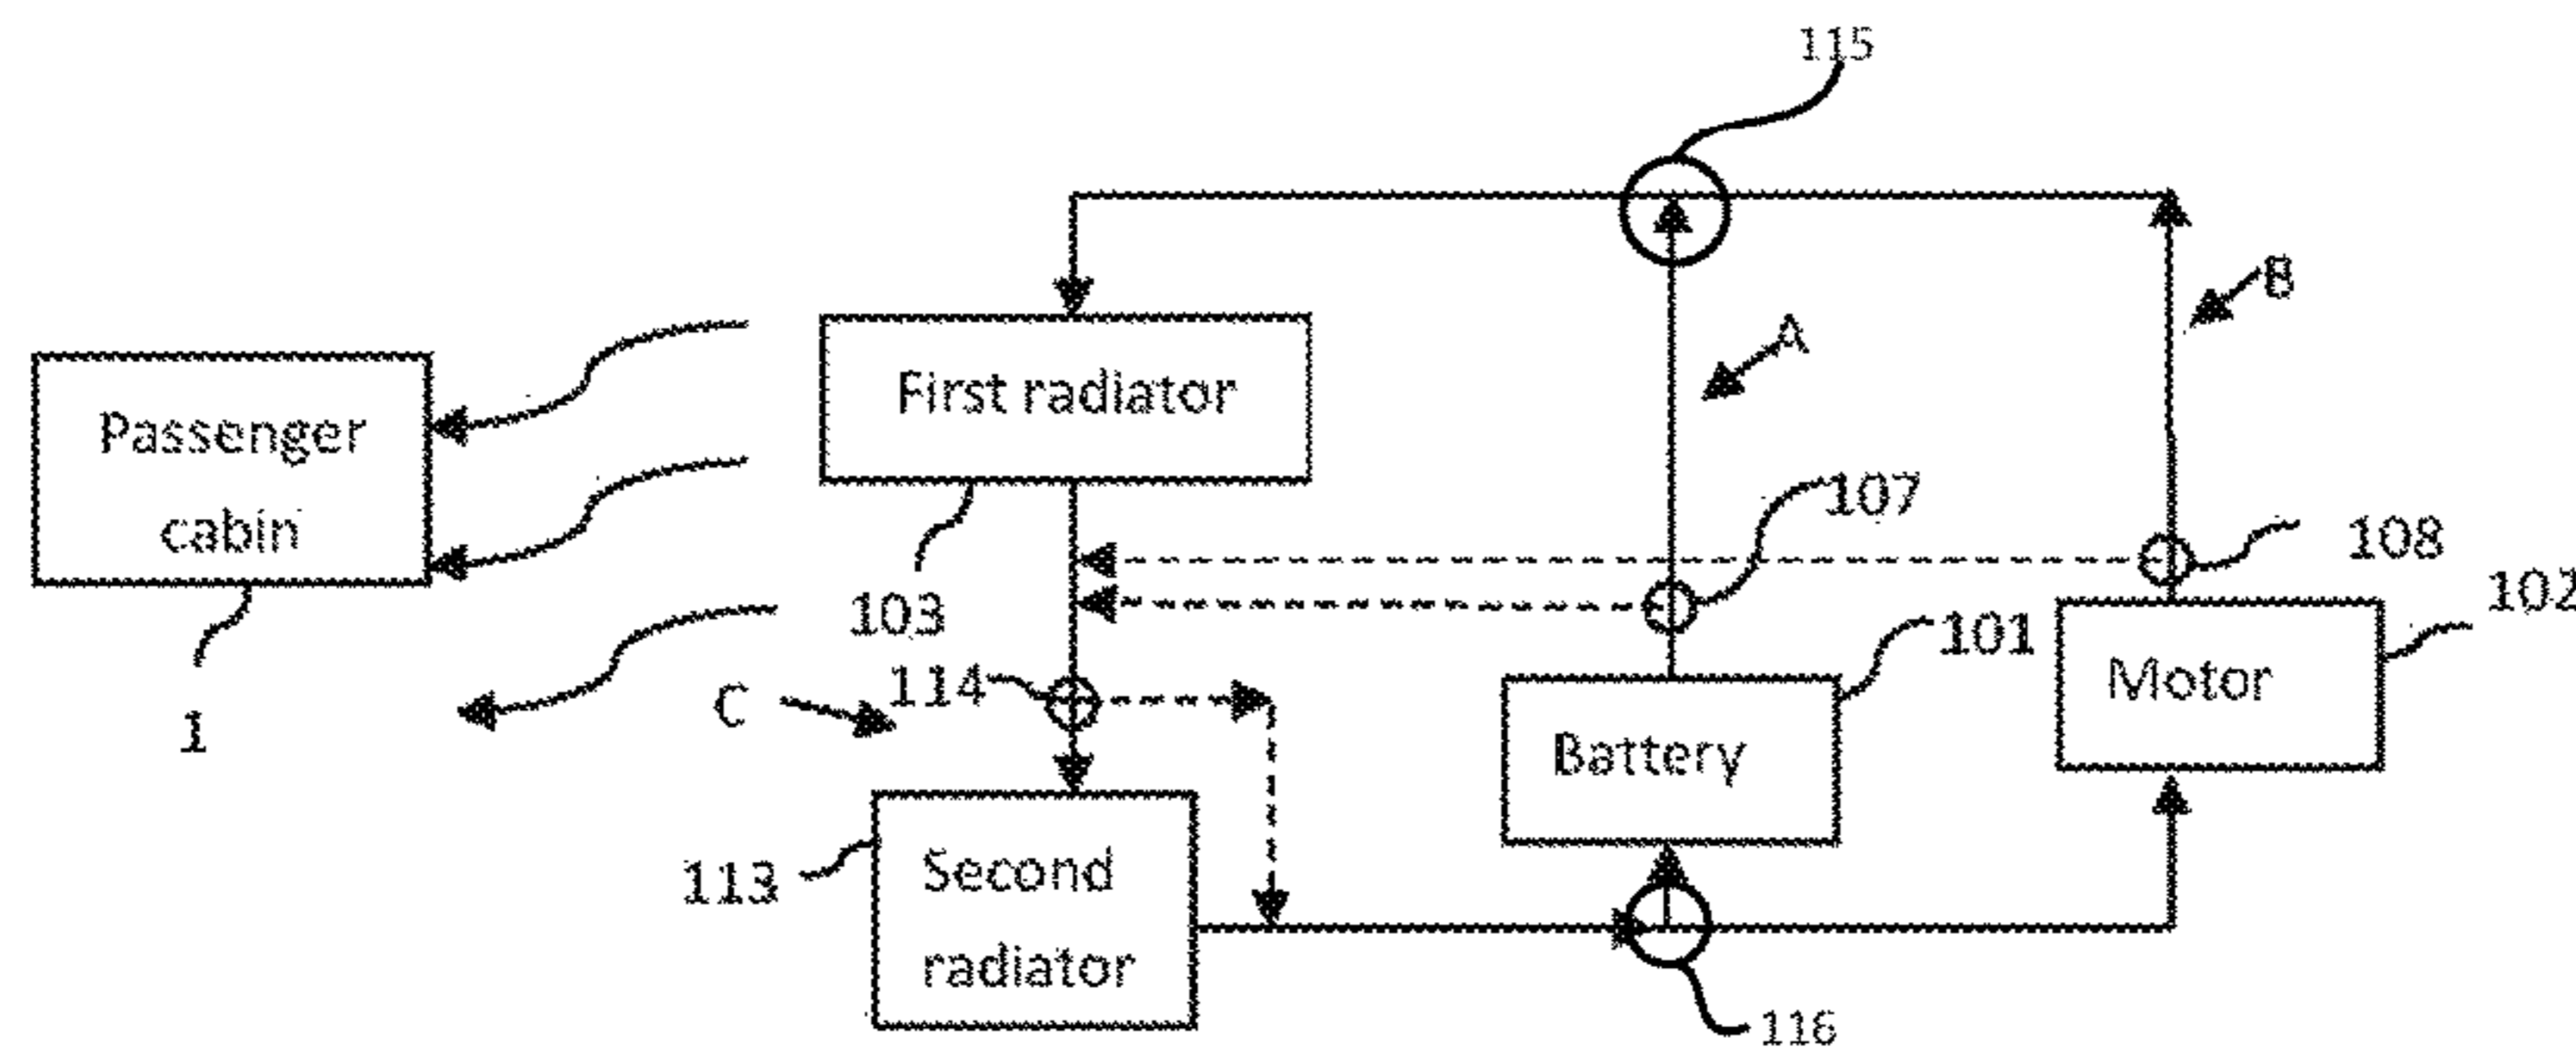 115
B
A
First radiator
Passenger
cabin
107
108
102
103
101
114
C
Motor
1
Battery
113
Second
radiator
116